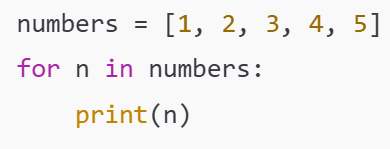 numbers = [1, 2, 3, 4, 5]
for n in numbers:
    print(n)